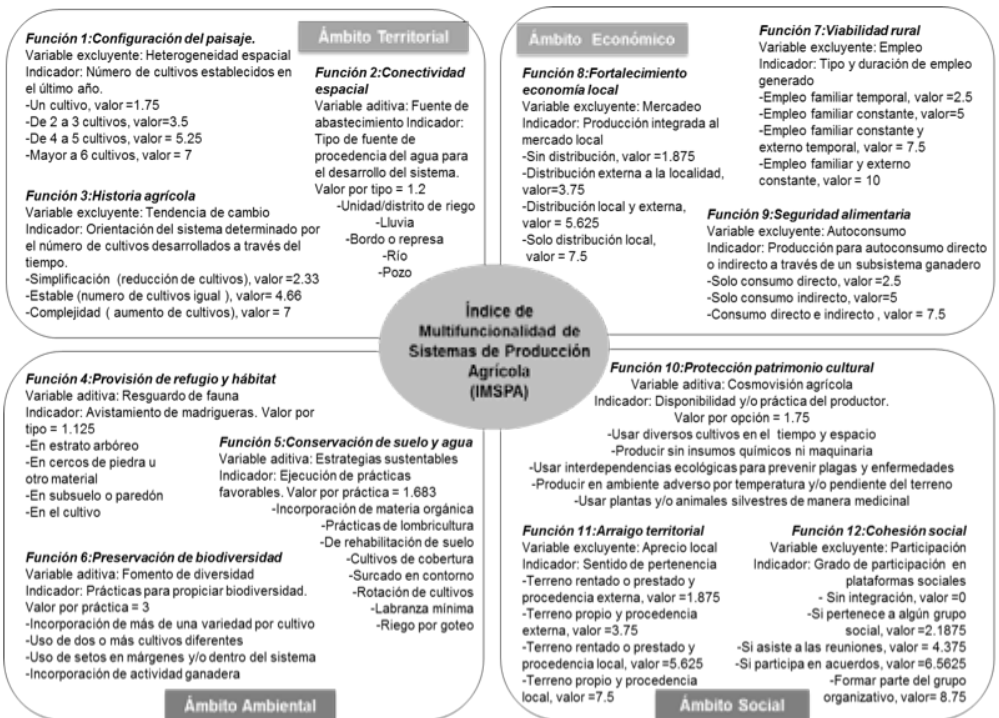 Ámbito Territorial
Función 1:Configuración del paisaje.
Variable excluyente: Heterogeneidad espacial
Indicador: Número de cultivos establecidos en
el último año.
-Un cultivo, valor =1.75
-De 2 a 3 cultivos, valor=3.5
-De 4 a 5 cultivos, valor = 5.25
-Mayor a 6 cultivos, valor = 7
Función 2:Conectividad
espacial
Variable aditiva: Fuente de
abastecimiento Indicador:
Tipo de fuente de
procedencia del agua para
el desarrollo del sistema.
Valor por tipo = 1.2
-Unidad/distrito de riego
-Lluvia
-Bordo o represa
-Río
-Pozo
Función 3:Historia agrícola
Variable excluyente: Tendencia de cambio
Indicador: Orientación del sistema determinado por
el número de cultivos desarrollados a través del
tiempo.
-Simplificación (reducción de cultivos), valor =2.33
-Estable (numero de cultivos igual ), valor= 4.66
-Complejidad ( aumento de cultivos), valor = 7
Ámbito Económico
Función 7:Viabilidad rural
Variable excluyente: Empleo
Indicador: Tipo y duración de empleo
generado
-Empleo familiar temporal, valor =2.5
-Empleo familiar constante, valor=5
-Empleo familiar constante y
externo temporal, valor = 7.5
-Empleo familiar y externo
constante, valor = 10
Función 8:Fortalecimiento
economía local
Variable excluyente: Mercadeo
Indicador: Producción integrada al
mercado local
-Sin distribución, valor =1.875
-Distribución externa a la localidad,
valor=3.75
-Distribución local y externa,
valor = 5.625
-Solo distribución local,
valor = 7.5
Función 9:Seguridad alimentaria
Variable excluyente: Autoconsumo
Indicador: Producción para autoconsumo directo
o indirecto a través de un subsistema ganadero
-Solo consumo directo, valor =2.5
-Solo consumo indirecto, valor=5
-Consumo directo e indirecto , valor = 7.5
Índice de
Multifuncionalidad de
Sistemas de Producción
Agrícola
(IMSPA)
Función 4:Provisión de refugio y hábitat
Variable aditiva: Resguardo de fauna
Indicador: Avistamiento de madrigueras. Valor por
tipo = 1.125
-En estrato arbóreo
-En cercos de piedra u
otro material
-En subsuelo o paredón
-En el cultivo
Función 5:Conservación de suelo y agua
Variable aditiva: Estrategias sustentables
Indicador: Ejecución de prácticas
favorables. Valor por práctica = 1.683
-Incorporación de materia orgánica
-Prácticas de lombricultura
-De rehabilitación de suelo
-Cultivos de cobertura
-Surcado en contorno
-Rotación de cultivos
-Labranza mínima
-Riego por goteo
Función 6:Preservación de biodiversidad
Variable aditiva: Fomento de diversidad
Indicador: Prácticas para propiciar biodiversidad.
Valor por práctica = 3
-Incorporación de más de una variedad por cultivo
-Uso de dos o más cultivos diferentes
-Uso de setos en márgenes y/o dentro del sistema
-Incorporación de actividad ganadera
Ámbito Ambiental
Función 10:Protección patrimonio cultural
Variable aditiva: Cosmovisión agrícola
Indicador: Disponibilidad y/o práctica del productor.
Valor por opción = 1.75
-Usar diversos cultivos en el tiempo y espacio
-Producir sin insumos químicos ni maquinaria
-Usar interdependencias ecológicas para prevenir plagas y enfermedades
-Producir en ambiente adverso por temperatura y/o pendiente del terreno
-Usar plantas y/o animales silvestres de manera medicinal
Función 11:Arraigo territorial
Variable excluyente: Aprecio local
Indicador: Sentido de pertenencia
-Terreno rentado o prestado y
procedencia externa, valor =1.875
-Terreno propio y procedencia
externa, valor =3.75
-Terreno rentado o prestado y
procedencia local, valor =5.625
-Terreno propio y procedencia
local, valor =7.5
Función 12:Cohesión social
Variable excluyente: Participación
Indicador: Grado de participación en
plataformas sociales
- Sin integración, valor =0
-Si pertenece a algún grupo
social, valor =2.1875
-Si asiste a las reuniones, valor = 4.375
-Si participa en acuerdos, valor =6.5625
-Formar parte del grupo
organizativo, valor= 8.75
Ámbito Social